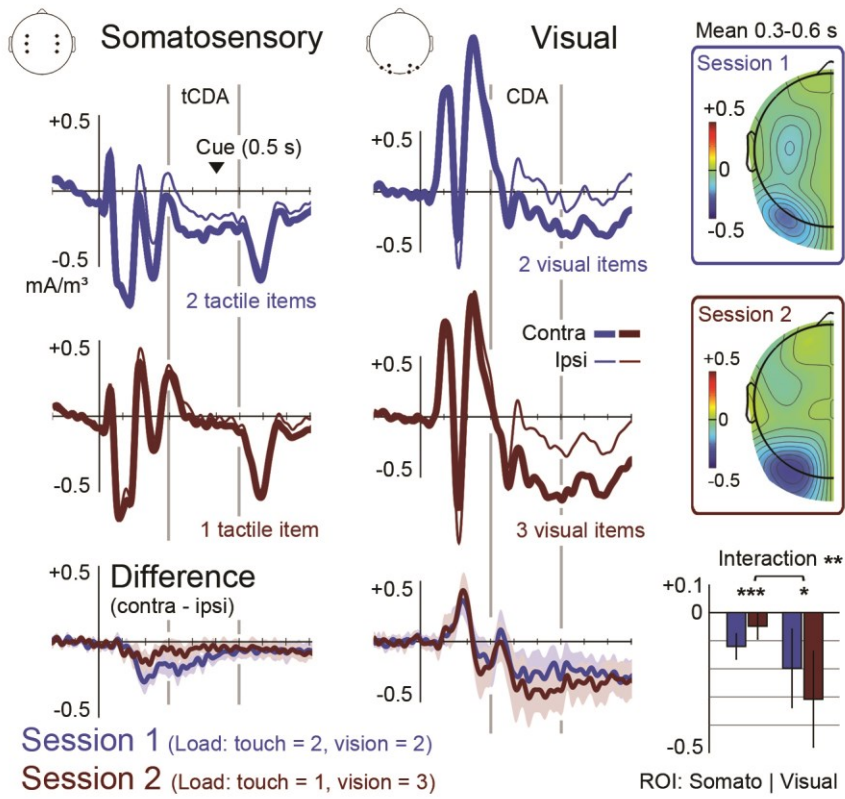 Somatosensory
Visual
Mean 0.3-0.6 s
Session 1
+0.5
0
-0.5
tCDA
+0.5
Cue (0.5 s)
-0.5
mA/m³
2 tactile items
CDA
+0.5
-0.5
2 visual items
Session 2
+0.5
0
-0.5
+0.5
-0.5
1 tactile item
Contra
Ipsi
+0.5
-0.5
3 visual items
+0.5
Difference
(contra - ipsi)
-0.5
+0.5
-0.5
Interaction **
+0.1
*** *
0
-0.5
ROI: Somato | Visual
Session 1 (Load: touch = 2, vision = 2)
Session 2 (Load: touch = 1, vision = 3)